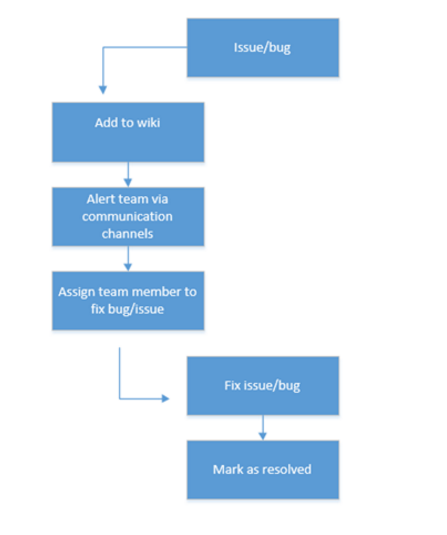 Issue/bug
Add to wiki
Alert team via
communication
channels
Assign team member to
fix bug/issue
Fix issue/bug
Mark as resolved